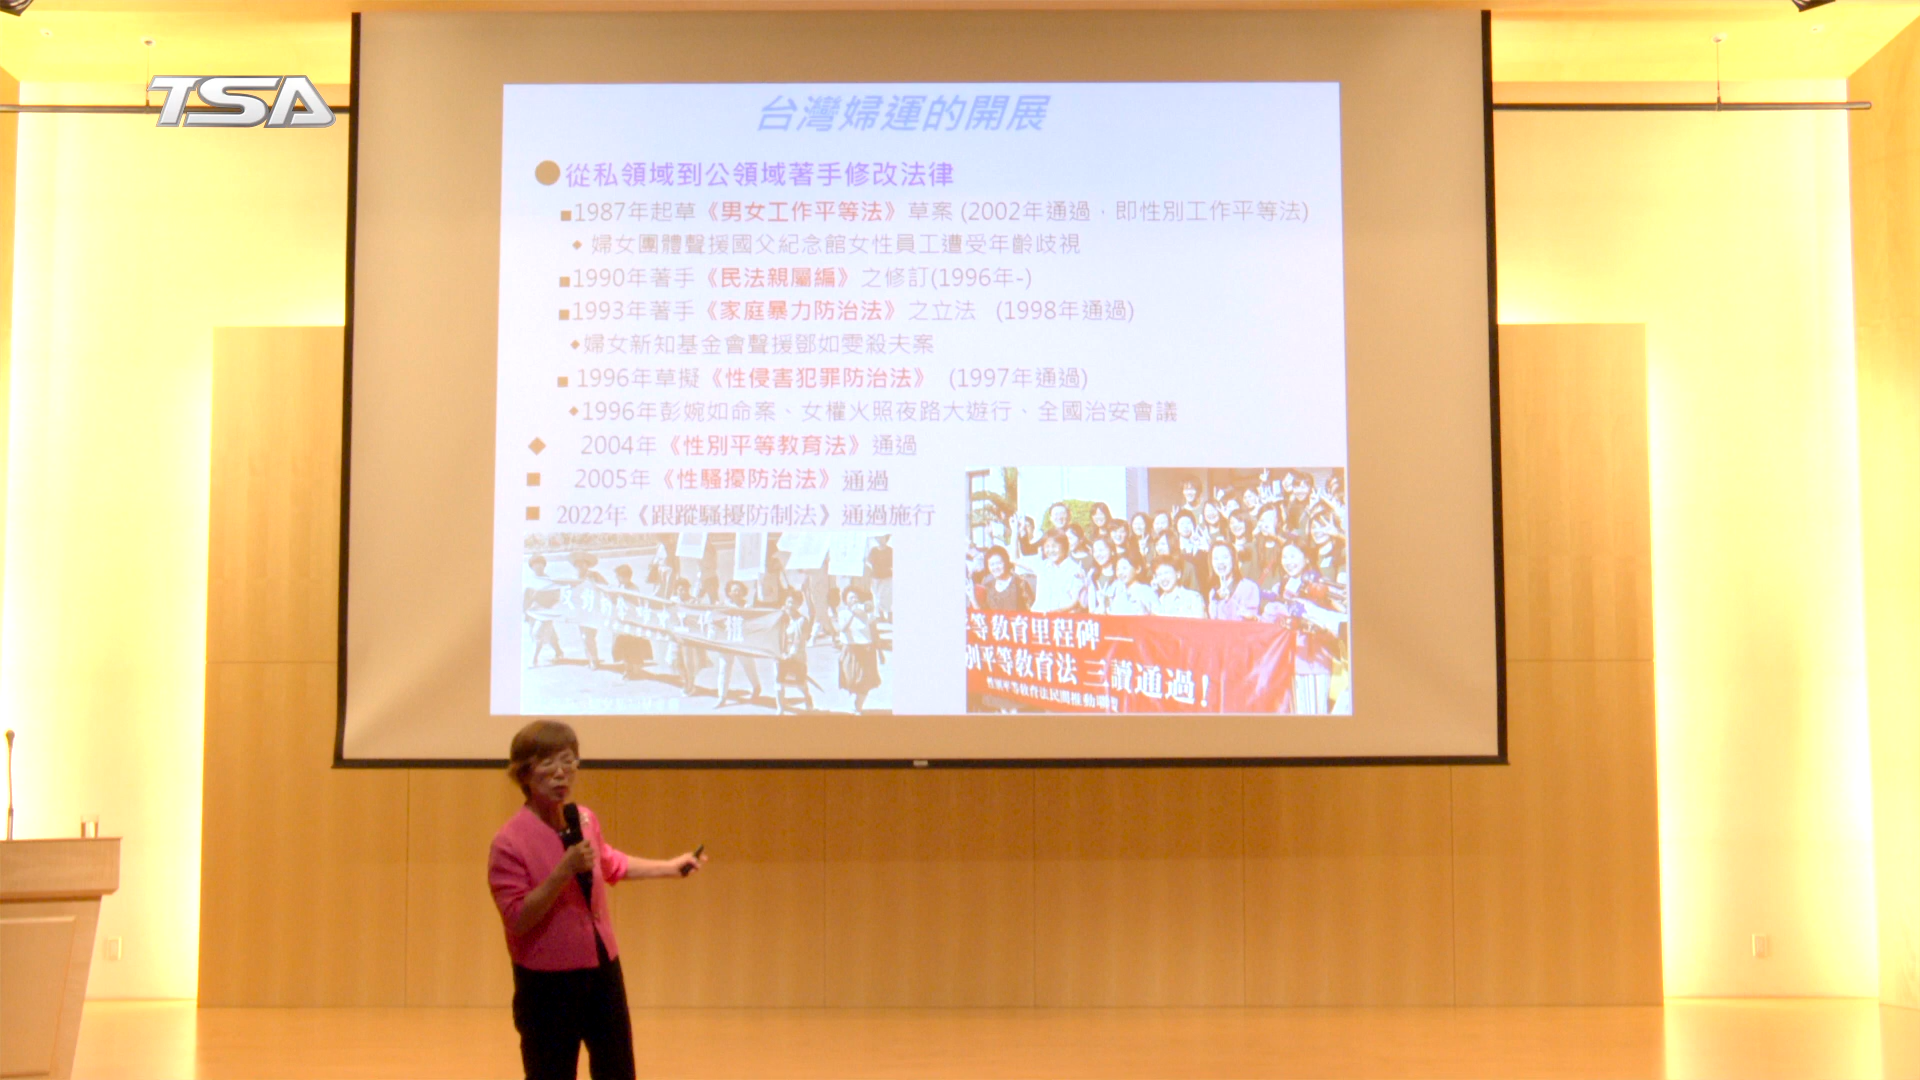 TSA
台灣婦運的開展
從私領域到公領域著手修改法律
1987年起草《男女工作平等法》草案 (2002年通過，即性別工作平等法)
婦女團體聲援國父紀念館女性員工遭受年齡歧視
1990年著手《民法親屬編》之修訂(1996年-)
1993年著手《家庭暴力防治法》之立法 (1998年通過)
婦女新知基金會聲援鄧如雯殺夫案
1996年草擬《性侵害犯罪防治法》 (1997年通過)
1996年彭婉如命案、女權火照夜路大遊行、全國治安會議
2004年《性別平等教育法》通過
2005年《性騷擾防治法》通過
2022年《跟蹤騷擾防制法》通過施行
等教育里程碑—
別平等教育法 三讀通過！
性別平等教育法民間推動聯